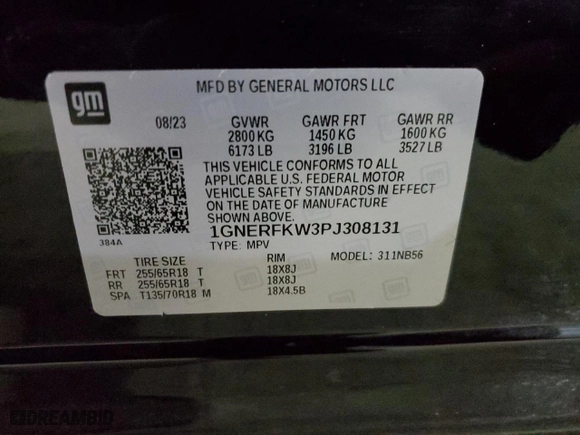 gm
MFD BY GENERAL MOTORS LLC
08/23 GVWR GAWR FRT GAWR RR
2800 KG 1450 KG 1600 KG
6173 LB 3196 LB 3527 LB
THIS VEHICLE CONFORMS TO ALL
APPLICABLE U.S. FEDERAL MOTOR
VEHICLE SAFETY STANDARDS IN EFFECT
ON THE DATE OF MANUFACTURE
SHOWN ABOVE.
384A
1GNERFKW3PJ308131
TYPE: MPV MODEL: 311NB56
TIRE SIZE RIM
FRT 255/65R18 T 18X8J
RR 255/65R18 T 18X8J
SPA T135/70R18 M 18X4.5B
DREAMBID